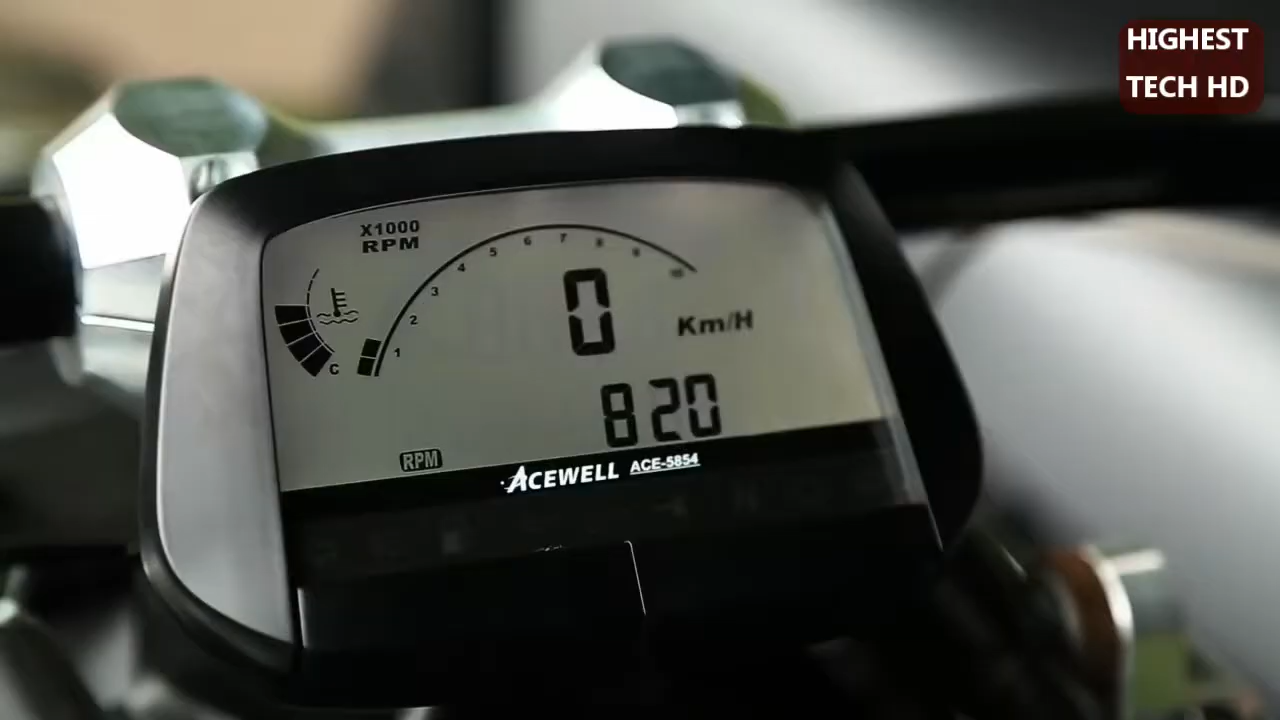 HIGHEST
TECH HD
X1000
RPM
1 2 3 4 5 6 7 8 9 10
0 Km/H
C
820
RPM
ACEWELL ACE-5854